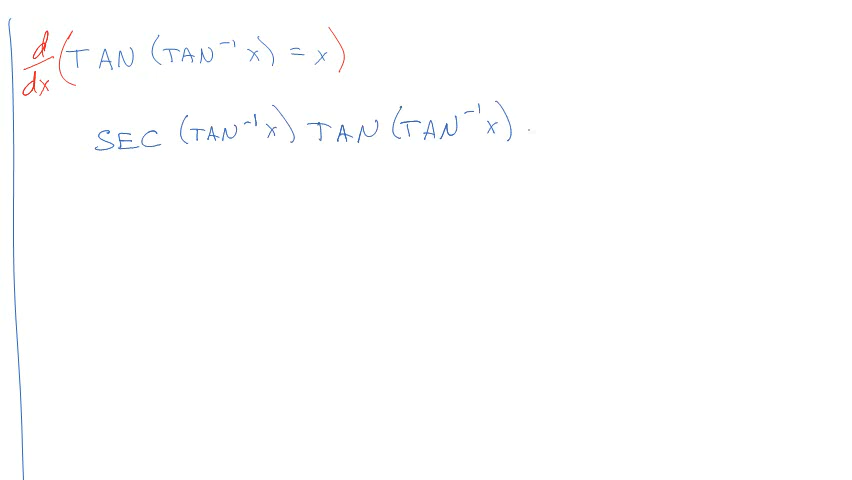 d/dx (TAN (TAN⁻¹ x) = x)
SEC (TAN⁻¹ x) TAN (TAN⁻¹ x) ·